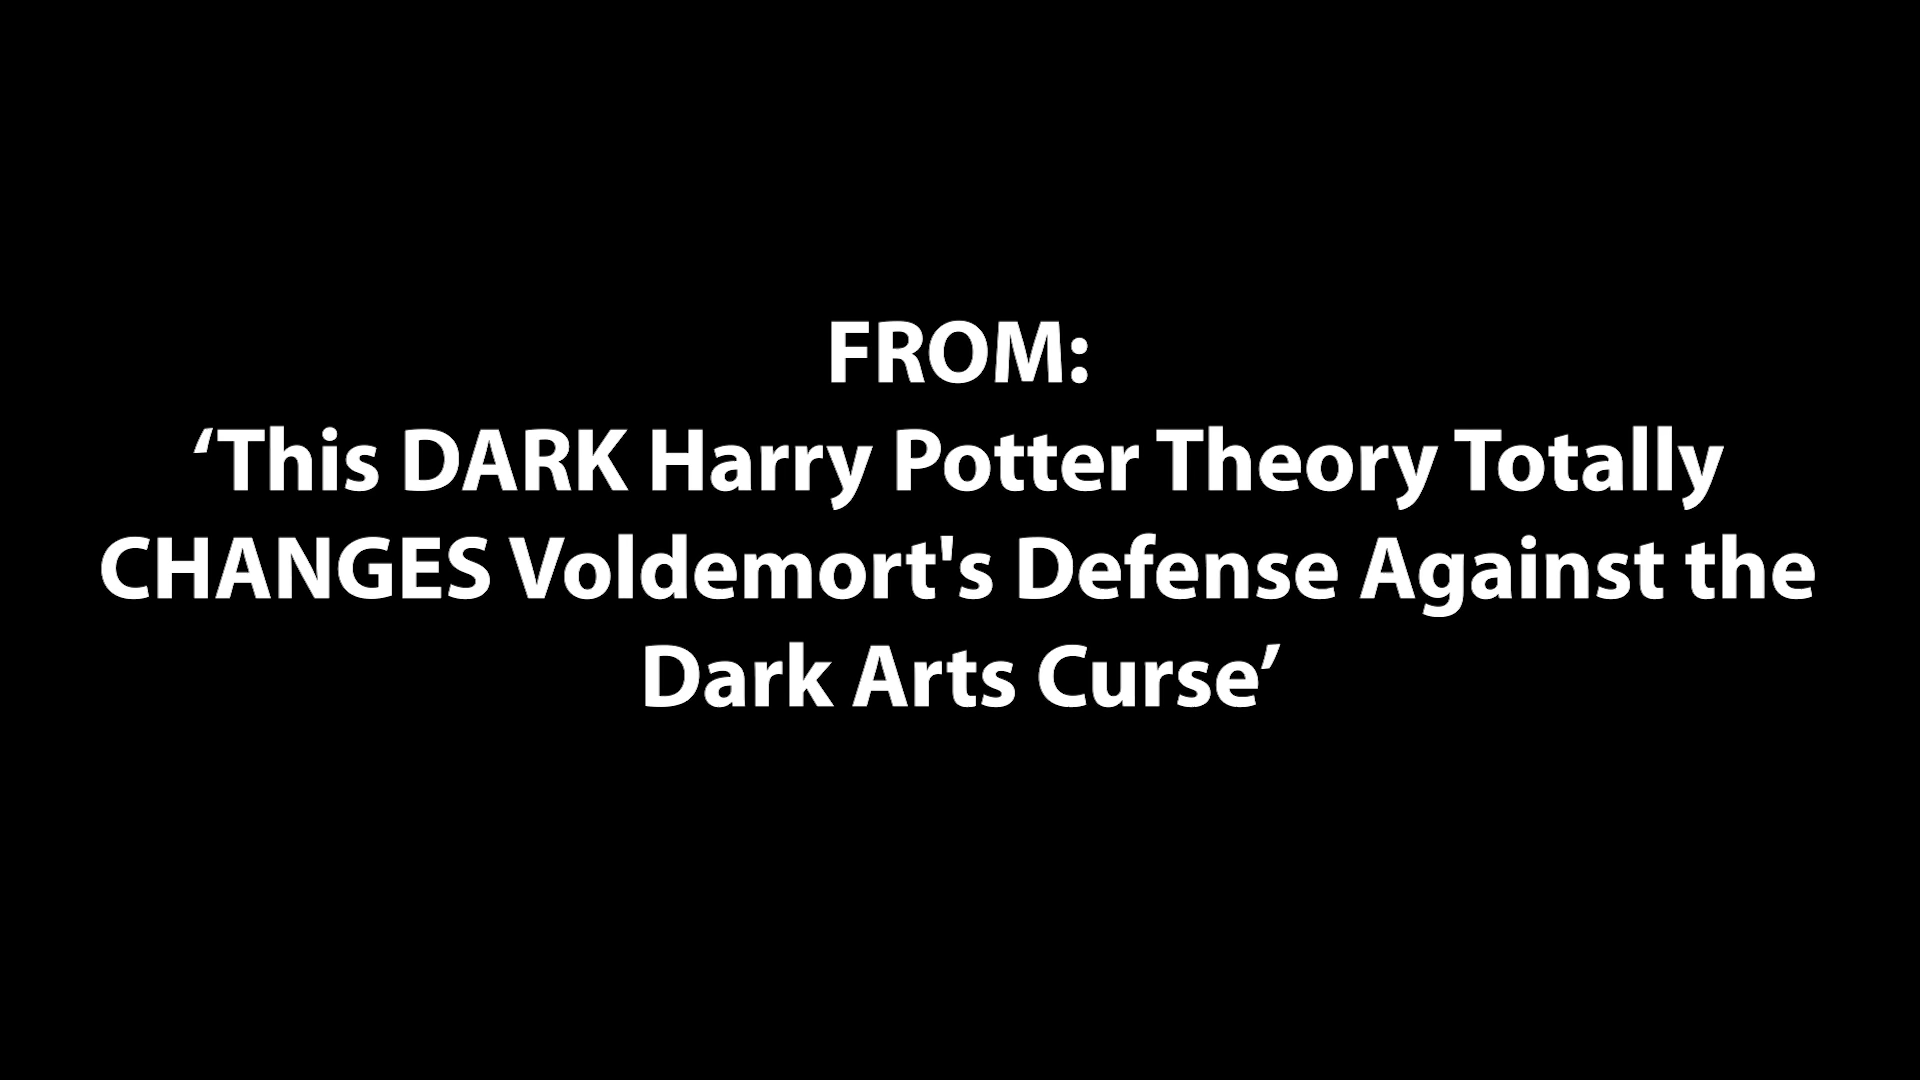 FROM:
‘This DARK Harry Potter Theory Totally
CHANGES Voldemort's Defense Against the
Dark Arts Curse’